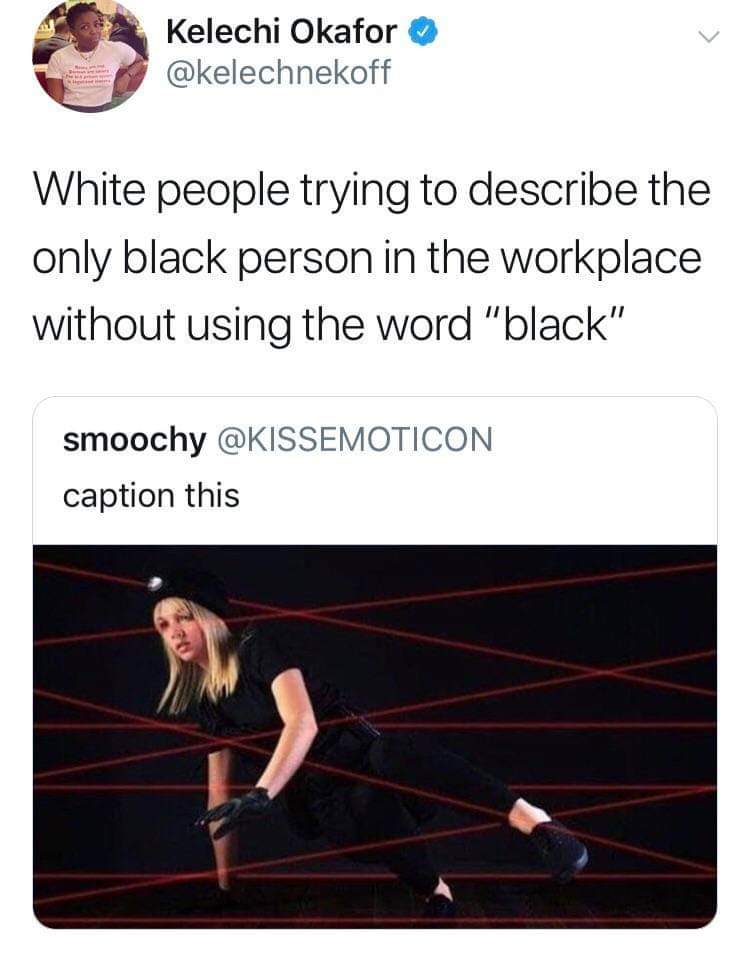 Kelechi Okafor
@kelechnekoff
White people trying to describe the
only black person in the workplace
without using the word "black"
smoochy @KISSEMOTICON
caption this